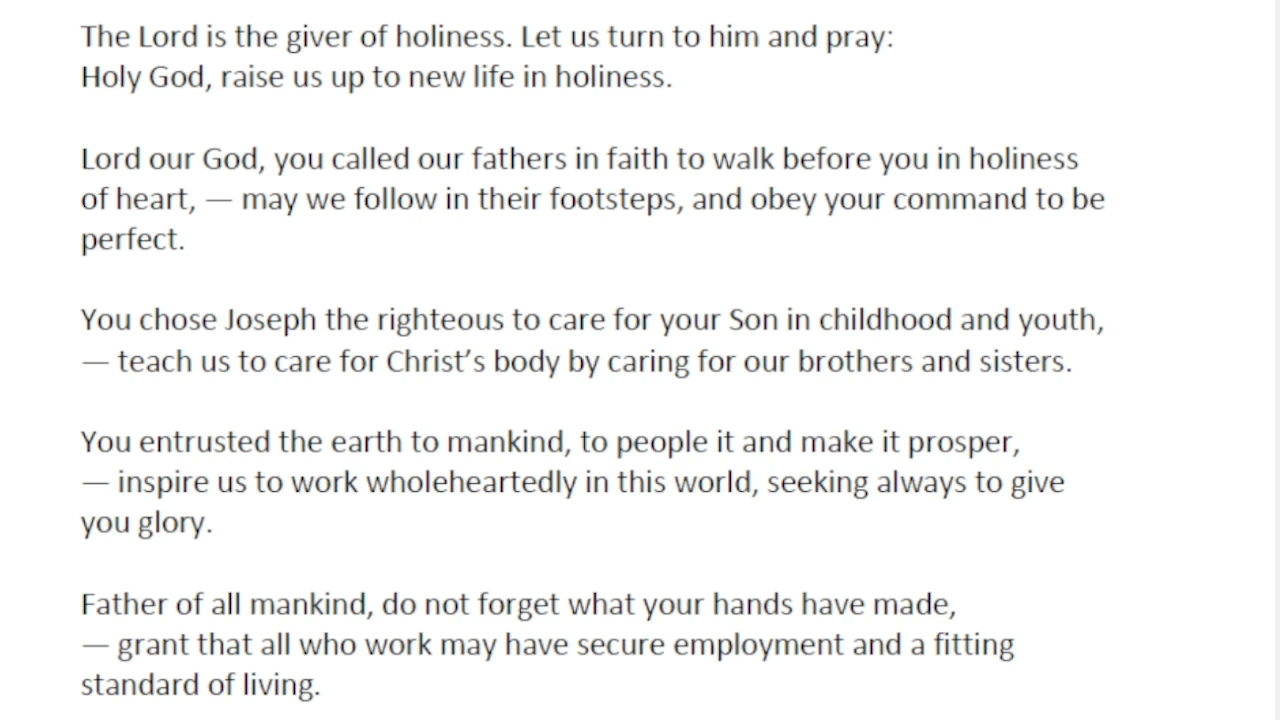 The Lord is the giver of holiness. Let us turn to him and pray:
Holy God, raise us up to new life in holiness.
Lord our God, you called our fathers in faith to walk before you in holiness
of heart, — may we follow in their footsteps, and obey your command to be
perfect.
You chose Joseph the righteous to care for your Son in childhood and youth,
— teach us to care for Christ’s body by caring for our brothers and sisters.
You entrusted the earth to mankind, to people it and make it prosper,
— inspire us to work wholeheartedly in this world, seeking always to give
you glory.
Father of all mankind, do not forget what your hands have made,
— grant that all who work may have secure employment and a fitting
standard of living.